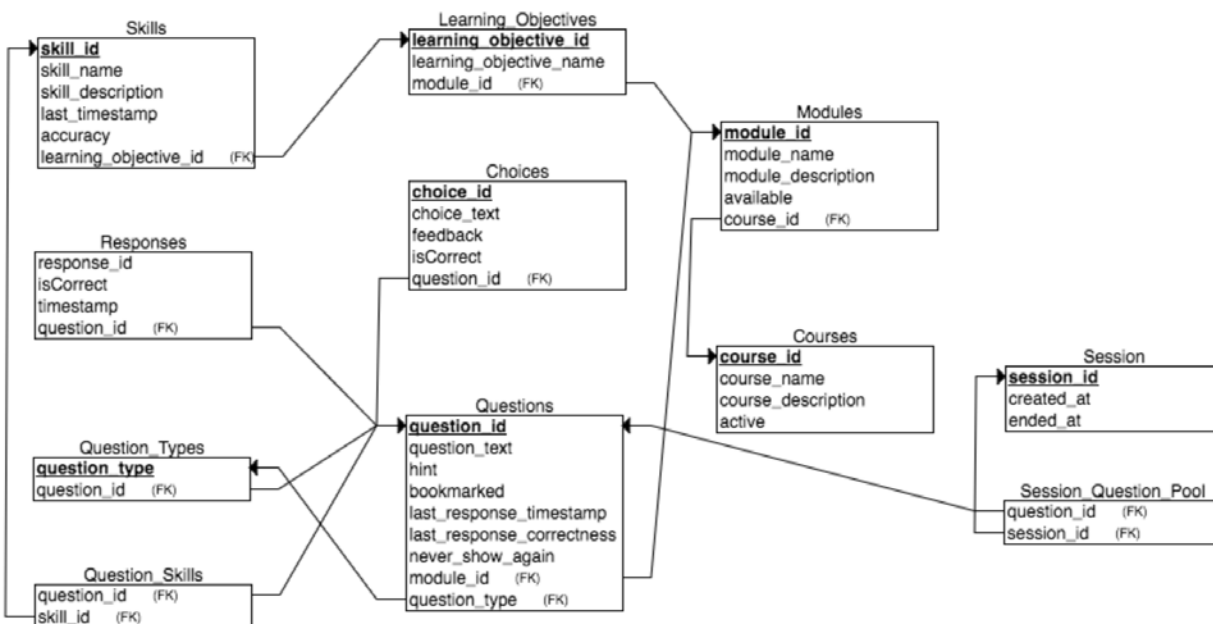 Skills
skill_id
skill_name
skill_description
last_timestamp
accuracy
learning_objective_id (FK)
Learning_Objectives
learning_objective_id
learning_objective_name
module_id (FK)
Modules
module_id
module_name
module_description
available
course_id (FK)
Choices
choice_id
choice_text
feedback
isCorrect
question_id (FK)
Responses
response_id
isCorrect
timestamp
question_id (FK)
Courses
course_id
course_name
course_description
active
Session
session_id
created_at
ended_at
Questions
question_id
question_text
hint
bookmarked
last_response_timestamp
last_response_correctness
never_show_again
module_id (FK)
question_type (FK)
Question_Types
question_type
question_id (FK)
Session_Question_Pool
question_id (FK)
session_id (FK)
Question_Skills
question_id (FK)
skill_id (FK)